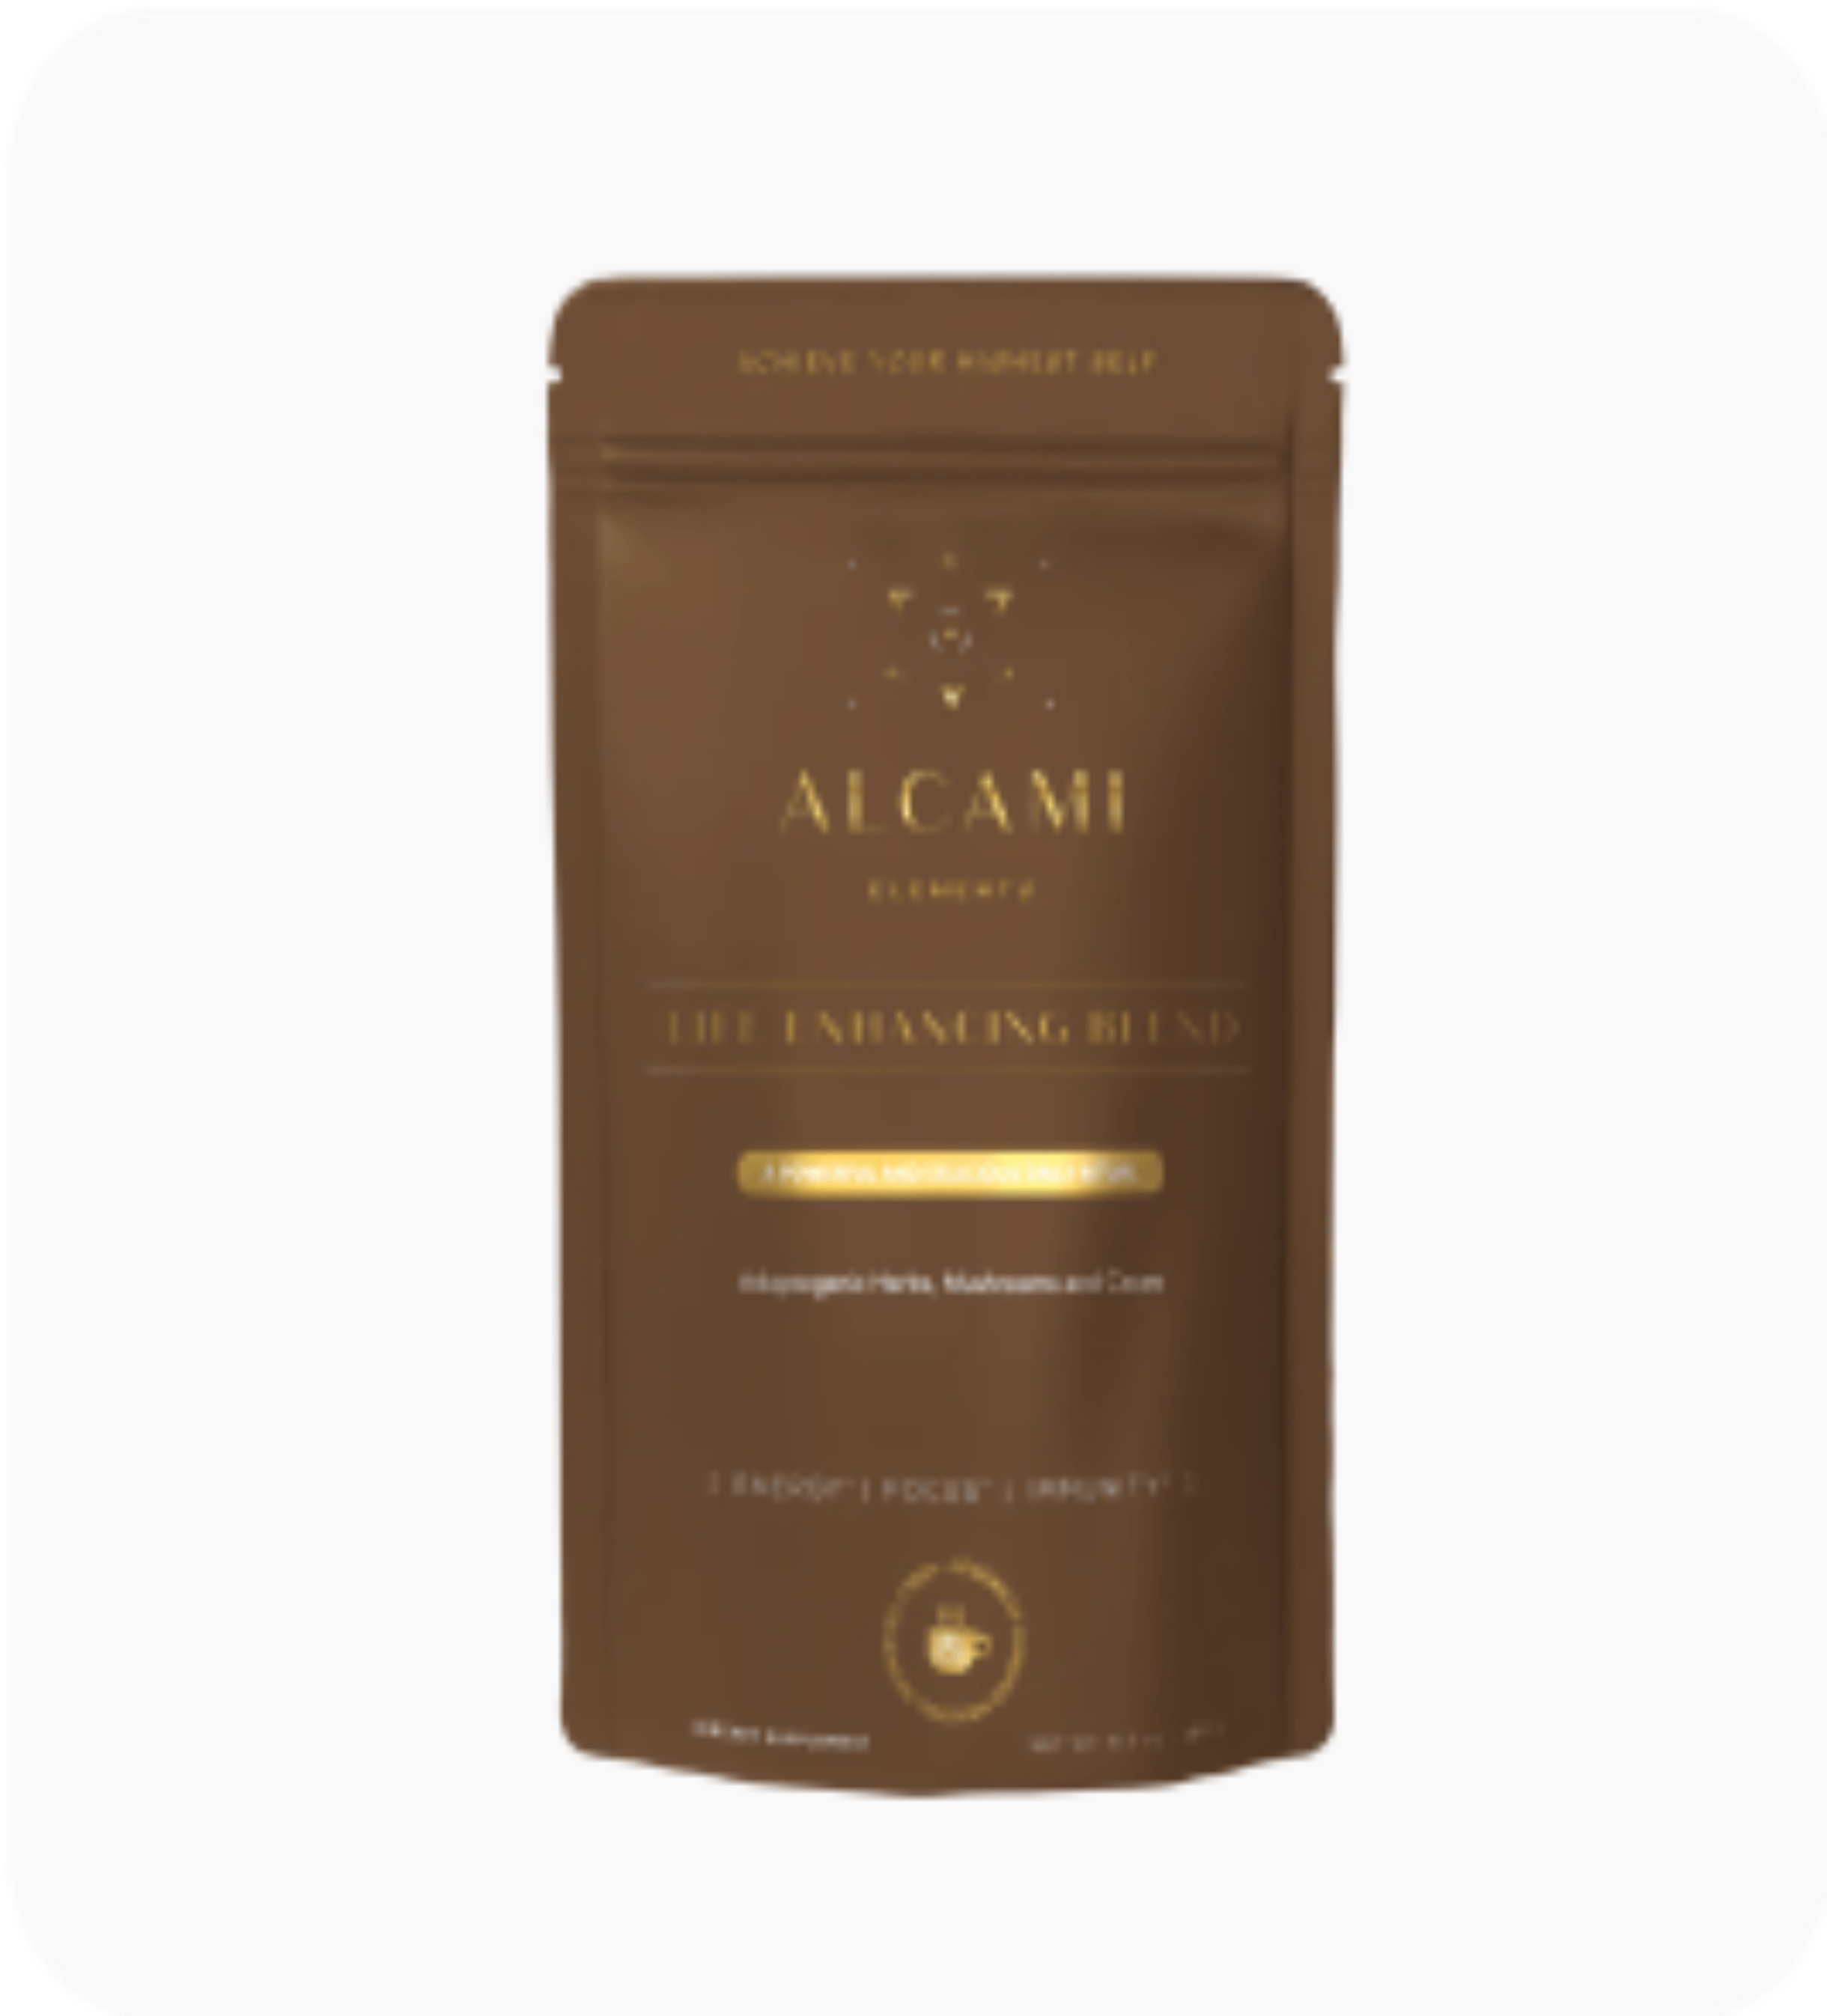 ACHIEVE YOUR HIGHEST SELF
ALCAMI
ELEMENTS
LIFE ENHANCING BLEND
Adaptogenic Herbs, Mushrooms and Cacao
[ ENERGY* | FOCUS* | IMMUNITY* ]